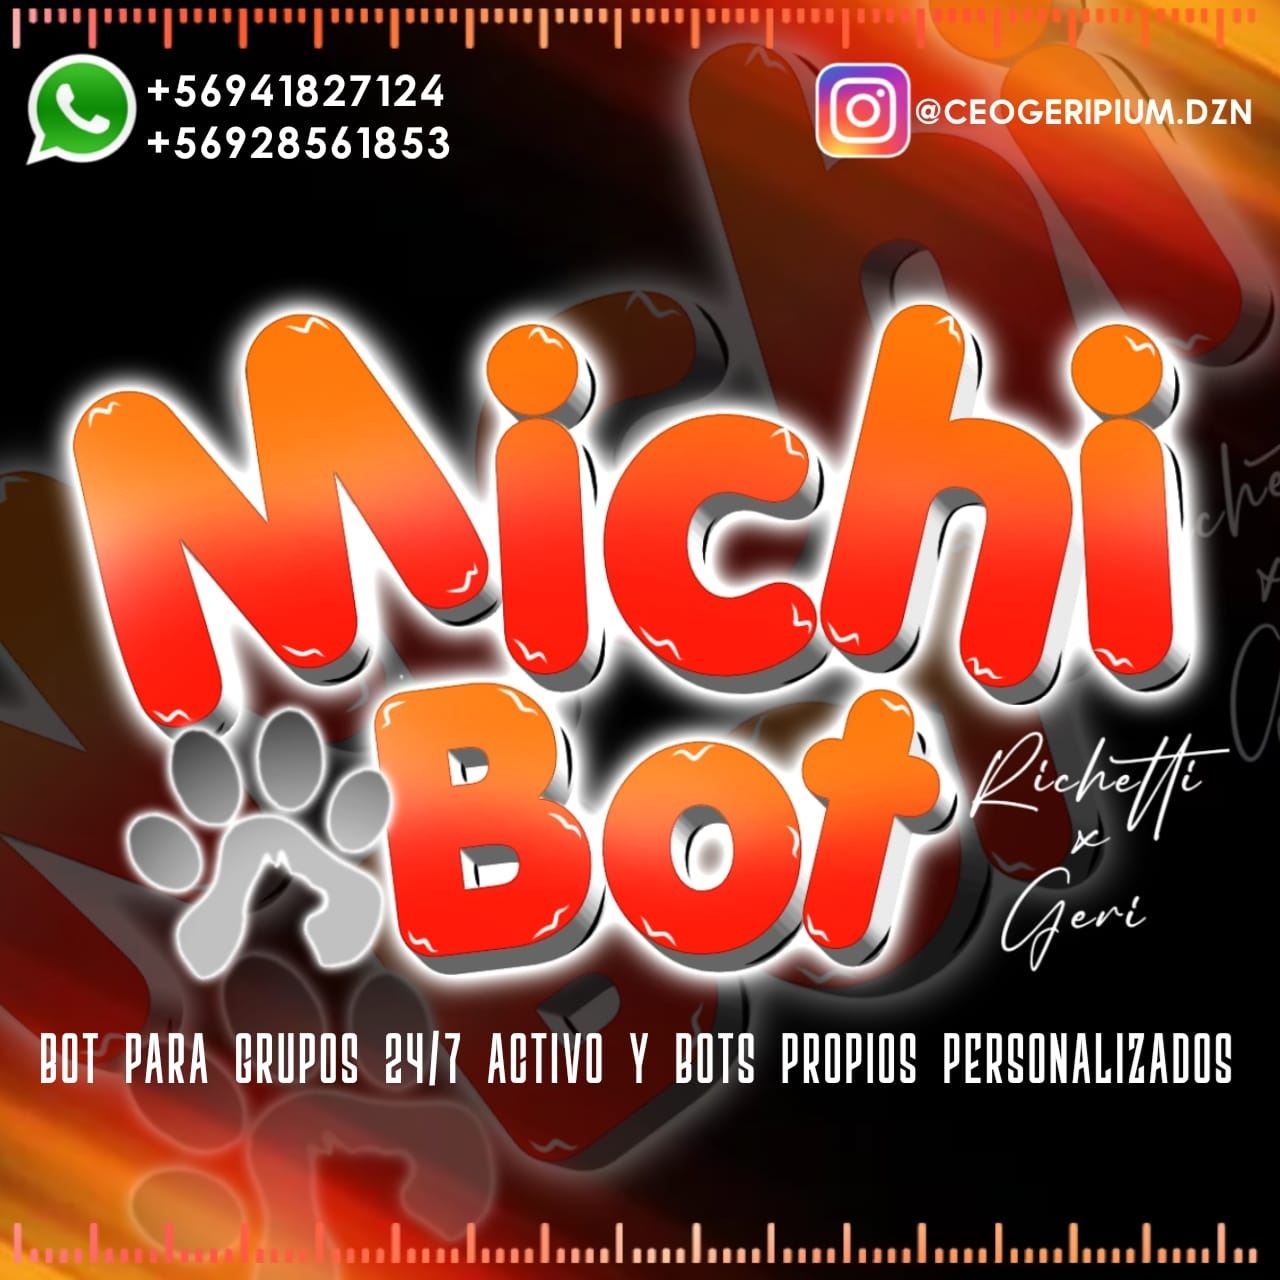 +56941827124
+56928561853
@CEOGERIPIUM.DZN
Michi
Bot
Richetti
x
Geri
BOT PARA GRUPOS 24/7 ACTIVO Y BOTS PROPIOS PERSONALIZADOS